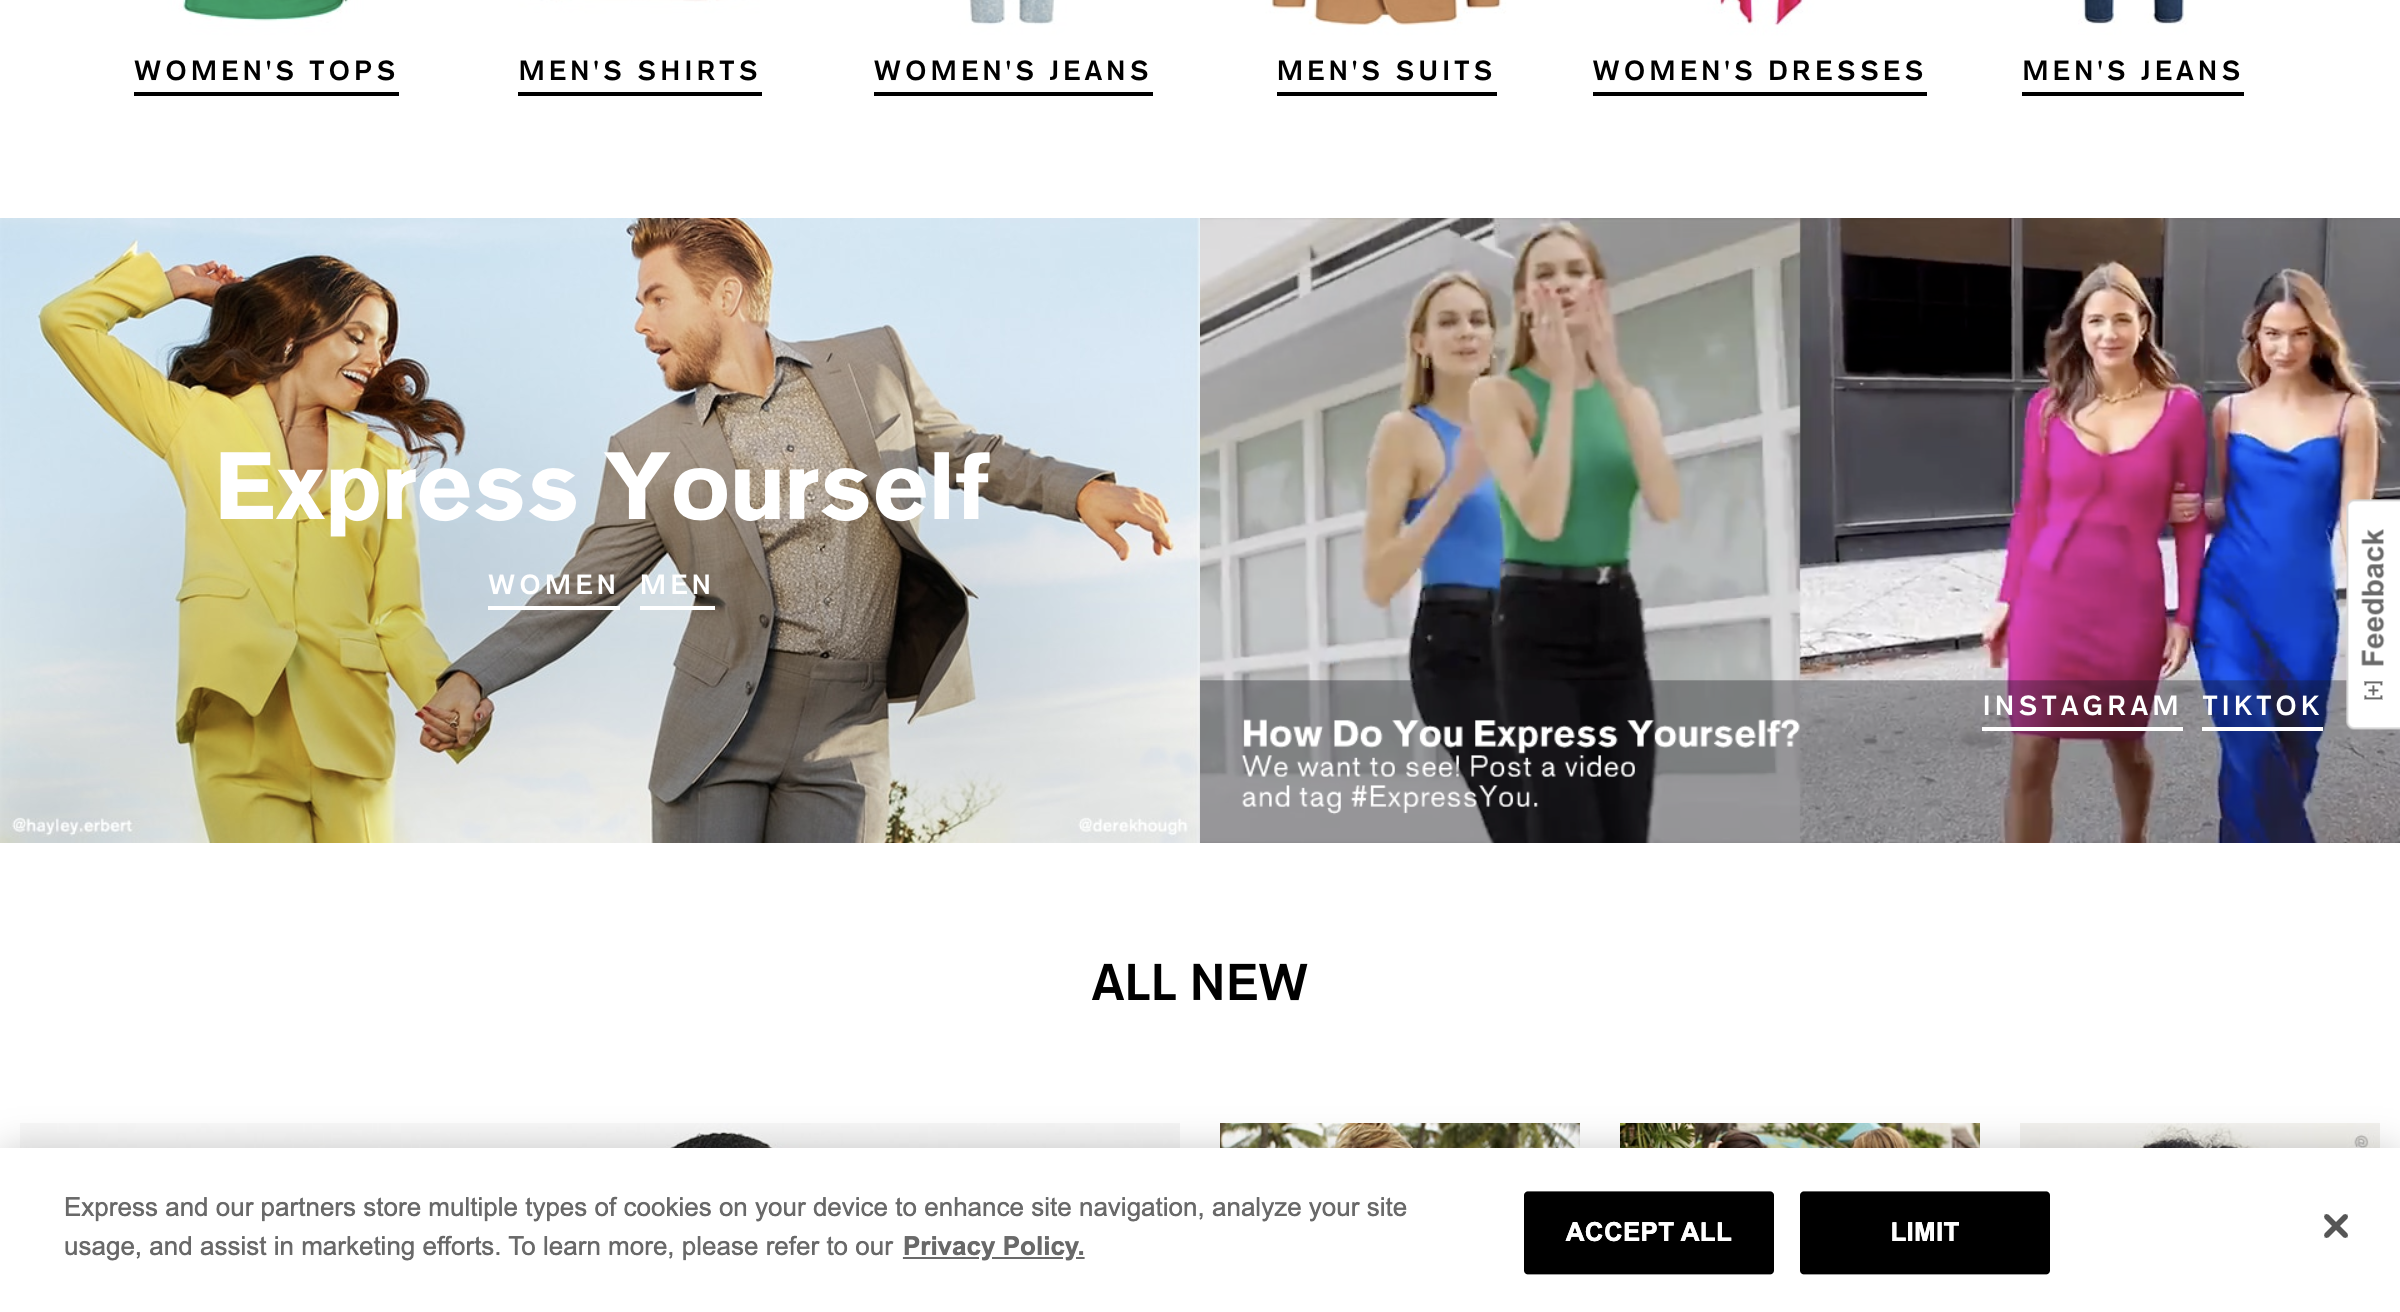 WOMEN'S TOPS
MEN'S SHIRTS
WOMEN'S JEANS
MEN'S SUITS
WOMEN'S DRESSES
MEN'S JEANS
Express Yourself
WOMEN MEN
@hayley.erbert
@derekhough
How Do You Express Yourself?
We want to see! Post a video
and tag #ExpressYou.
INSTAGRAM TIKTOK
[+] Feedback
ALL NEW
Express and our partners store multiple types of cookies on your device to enhance site navigation, analyze your site
usage, and assist in marketing efforts. To learn more, please refer to our Privacy Policy.
ACCEPT ALL
LIMIT